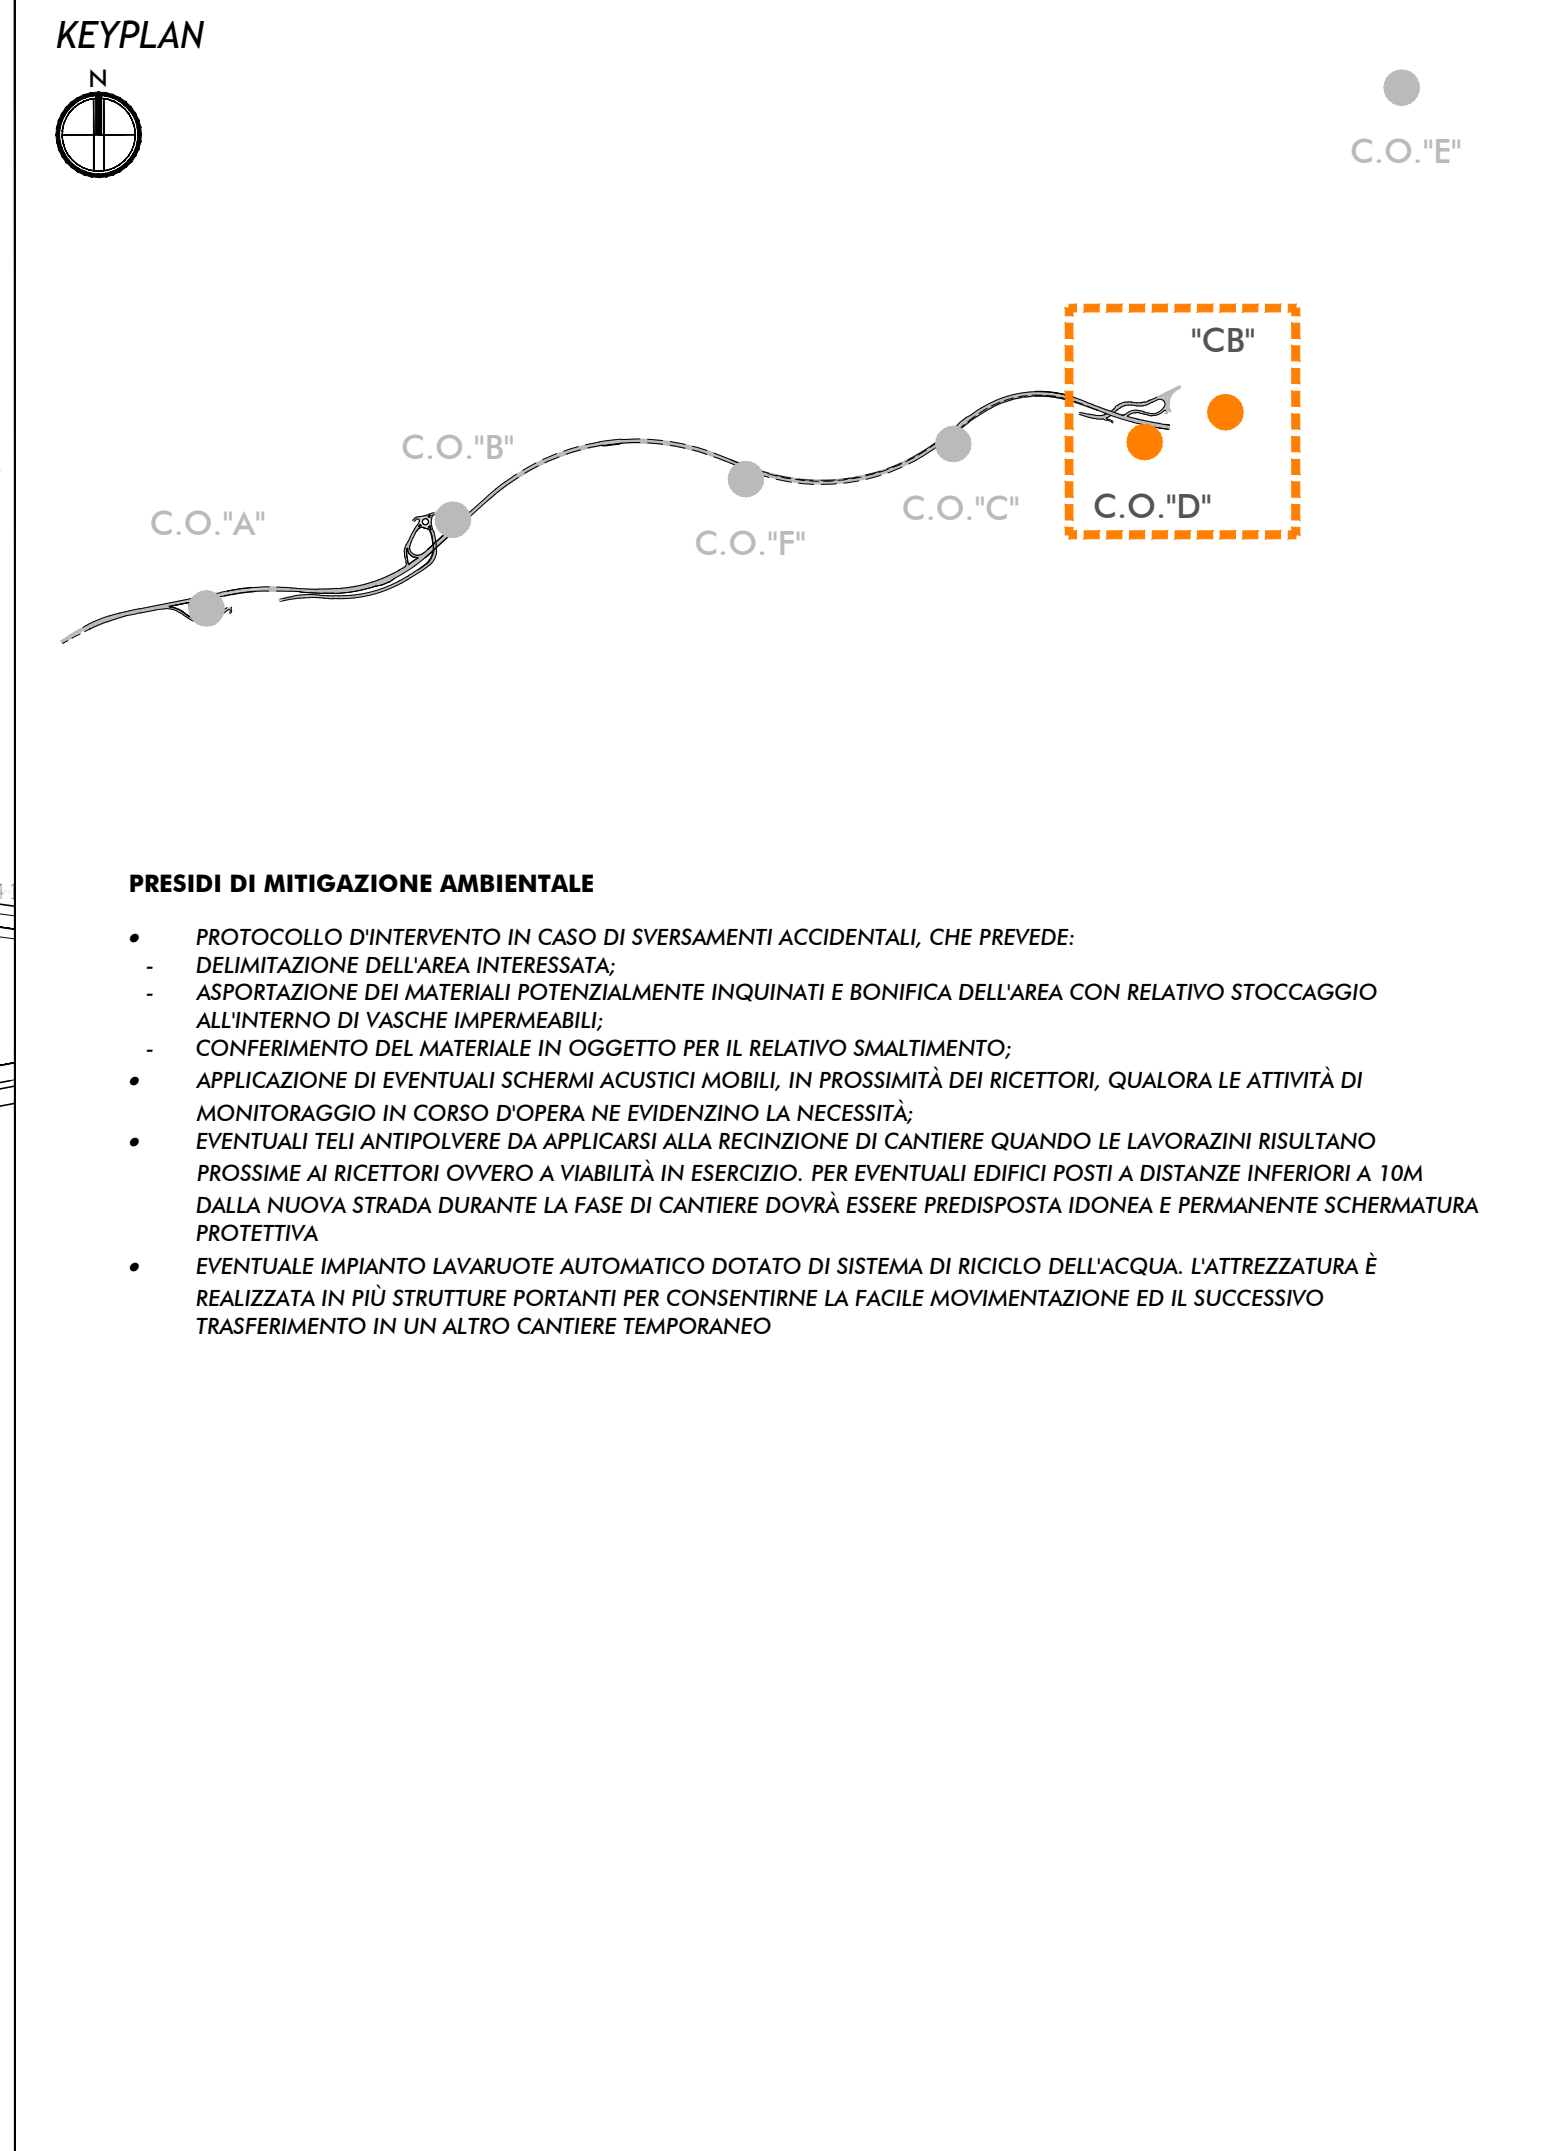 KEYPLAN
N
C.O."E"
"CB"
C.O."B"
C.O."D"
C.O."C"
C.O."A"
C.O."F"
PRESIDI DI MITIGAZIONE AMBIENTALE
• PROTOCOLLO D'INTERVENTO IN CASO DI SVERSAMENTI ACCIDENTALI, CHE PREVEDE:
- DELIMITAZIONE DELL'AREA INTERESSATA;
- ASPORTAZIONE DEI MATERIALI POTENZIALMENTE INQUINATI E BONIFICA DELL'AREA CON RELATIVO STOCCAGGIO
ALL'INTERNO DI VASCHE IMPERMEABILI;
- CONFERIMENTO DEL MATERIALE IN OGGETTO PER IL RELATIVO SMALTIMENTO;
• APPLICAZIONE DI EVENTUALI SCHERMI ACUSTICI MOBILI, IN PROSSIMITÀ DEI RICETTORI, QUALORA LE ATTIVITÀ DI
MONITORAGGIO IN CORSO D'OPERA NE EVIDENZINO LA NECESSITÀ;
• EVENTUALI TELI ANTIPOLVERE DA APPLICARSI ALLA RECINZIONE DI CANTIERE QUANDO LE LAVORAZINI RISULTANO
PROSSIME AI RICETTORI OVVERO A VIABILITÀ IN ESERCIZIO. PER EVENTUALI EDIFICI POSTI A DISTANZE INFERIORI A 10M
DALLA NUOVA STRADA DURANTE LA FASE DI CANTIERE DOVRÀ ESSERE PREDISPOSTA IDONEA E PERMANENTE SCHERMATURA
PROTETTIVA
• EVENTUALE IMPIANTO LAVARUOTE AUTOMATICO DOTATO DI SISTEMA DI RICICLO DELL'ACQUA. L'ATTREZZATURA È
REALIZZATA IN PIÙ STRUTTURE PORTANTI PER CONSENTIRNE LA FACILE MOVIMENTAZIONE ED IL SUCCESSIVO
TRASFERIMENTO IN UN ALTRO CANTIERE TEMPORANEO